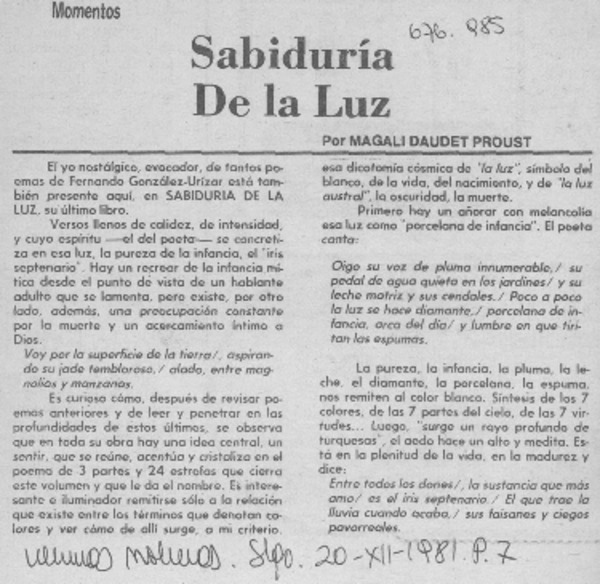 Momentos
676.985
Sabiduría
De la Luz
Por MAGALI DAUDET PROUST
El yo nostálgico, evocador, de tantos poe-
mas de Fernando González-Urízar está tam-
bién presente aquí, en SABIDURIA DE LA
LUZ, su último libro.
Versos llenos de calidez, de intensidad,
y cuyo espíritu —el del poeta— se concreti-
za en esa luz, la pureza de la infancia, el "iris
septenario". Hay un recrear de la infancia mí-
tica desde el punto de vista de un hablante
adulto que se lamenta, pero existe, por otro
lado, además, una preocupación constante
por la muerte y un acercamiento íntimo a
Dios.
Voy por la superficie de la tierra/, aspiran-
do su jade tembloroso,/ alado, entre mag-
nolias y manzanas.
Es curioso cómo, después de revisar po-
emas anteriores y de leer y penetrar en las
profundidades de estos últimos, se observa
que en toda su obra hay una idea central, un
sentir, que se reúne, acentúa y cristaliza en el
poema de 3 partes y 24 estrofas que cierra
este volumen y que le da el nombre. Es inter-
esante e iluminador remitirse sólo a la relación
que existe entre los términos que denotan co-
lores y ver cómo de allí surge, a mi criterio,
esa dicotomía cósmica de "la luz", símbolo del
blanco, de la vida, del nacimiento, y de "la luz
austral", la oscuridad, la muerte.
Primero hay un añorar con melancolía
esa luz como "porcelana de infancia". El poeta
canta:
Oigo su voz de pluma innumerable,/ su
pedal de agua quieta en los jardines/ y su
leche motriz y sus cendales./ Poco a poco
la luz se hace diamante,/ porcelana de in-
fancia, arca del día/ y lumbre en que tiri-
tan las espumas.
La pureza, la infancia, la pluma, la le-
che, el diamante, la porcelana, la espuma,
nos remiten al color blanco. Síntesis de los 7
colores, de las 7 partes del cielo, de las 7 vir-
tudes... Luego, "surge un rayo profundo de
turquesas", el aedo hace un alto y medita. Es-
tá en la plenitud de la vida, en la madurez y
dice:
Entre todos los dones/, la sustancia que más
amo/ es el iris septenario./ El que trae la
lluvia cuando acaba,/ sus faisanes y ciegos
pavorreales.
Stgo. 20-XII-1981. P. 7